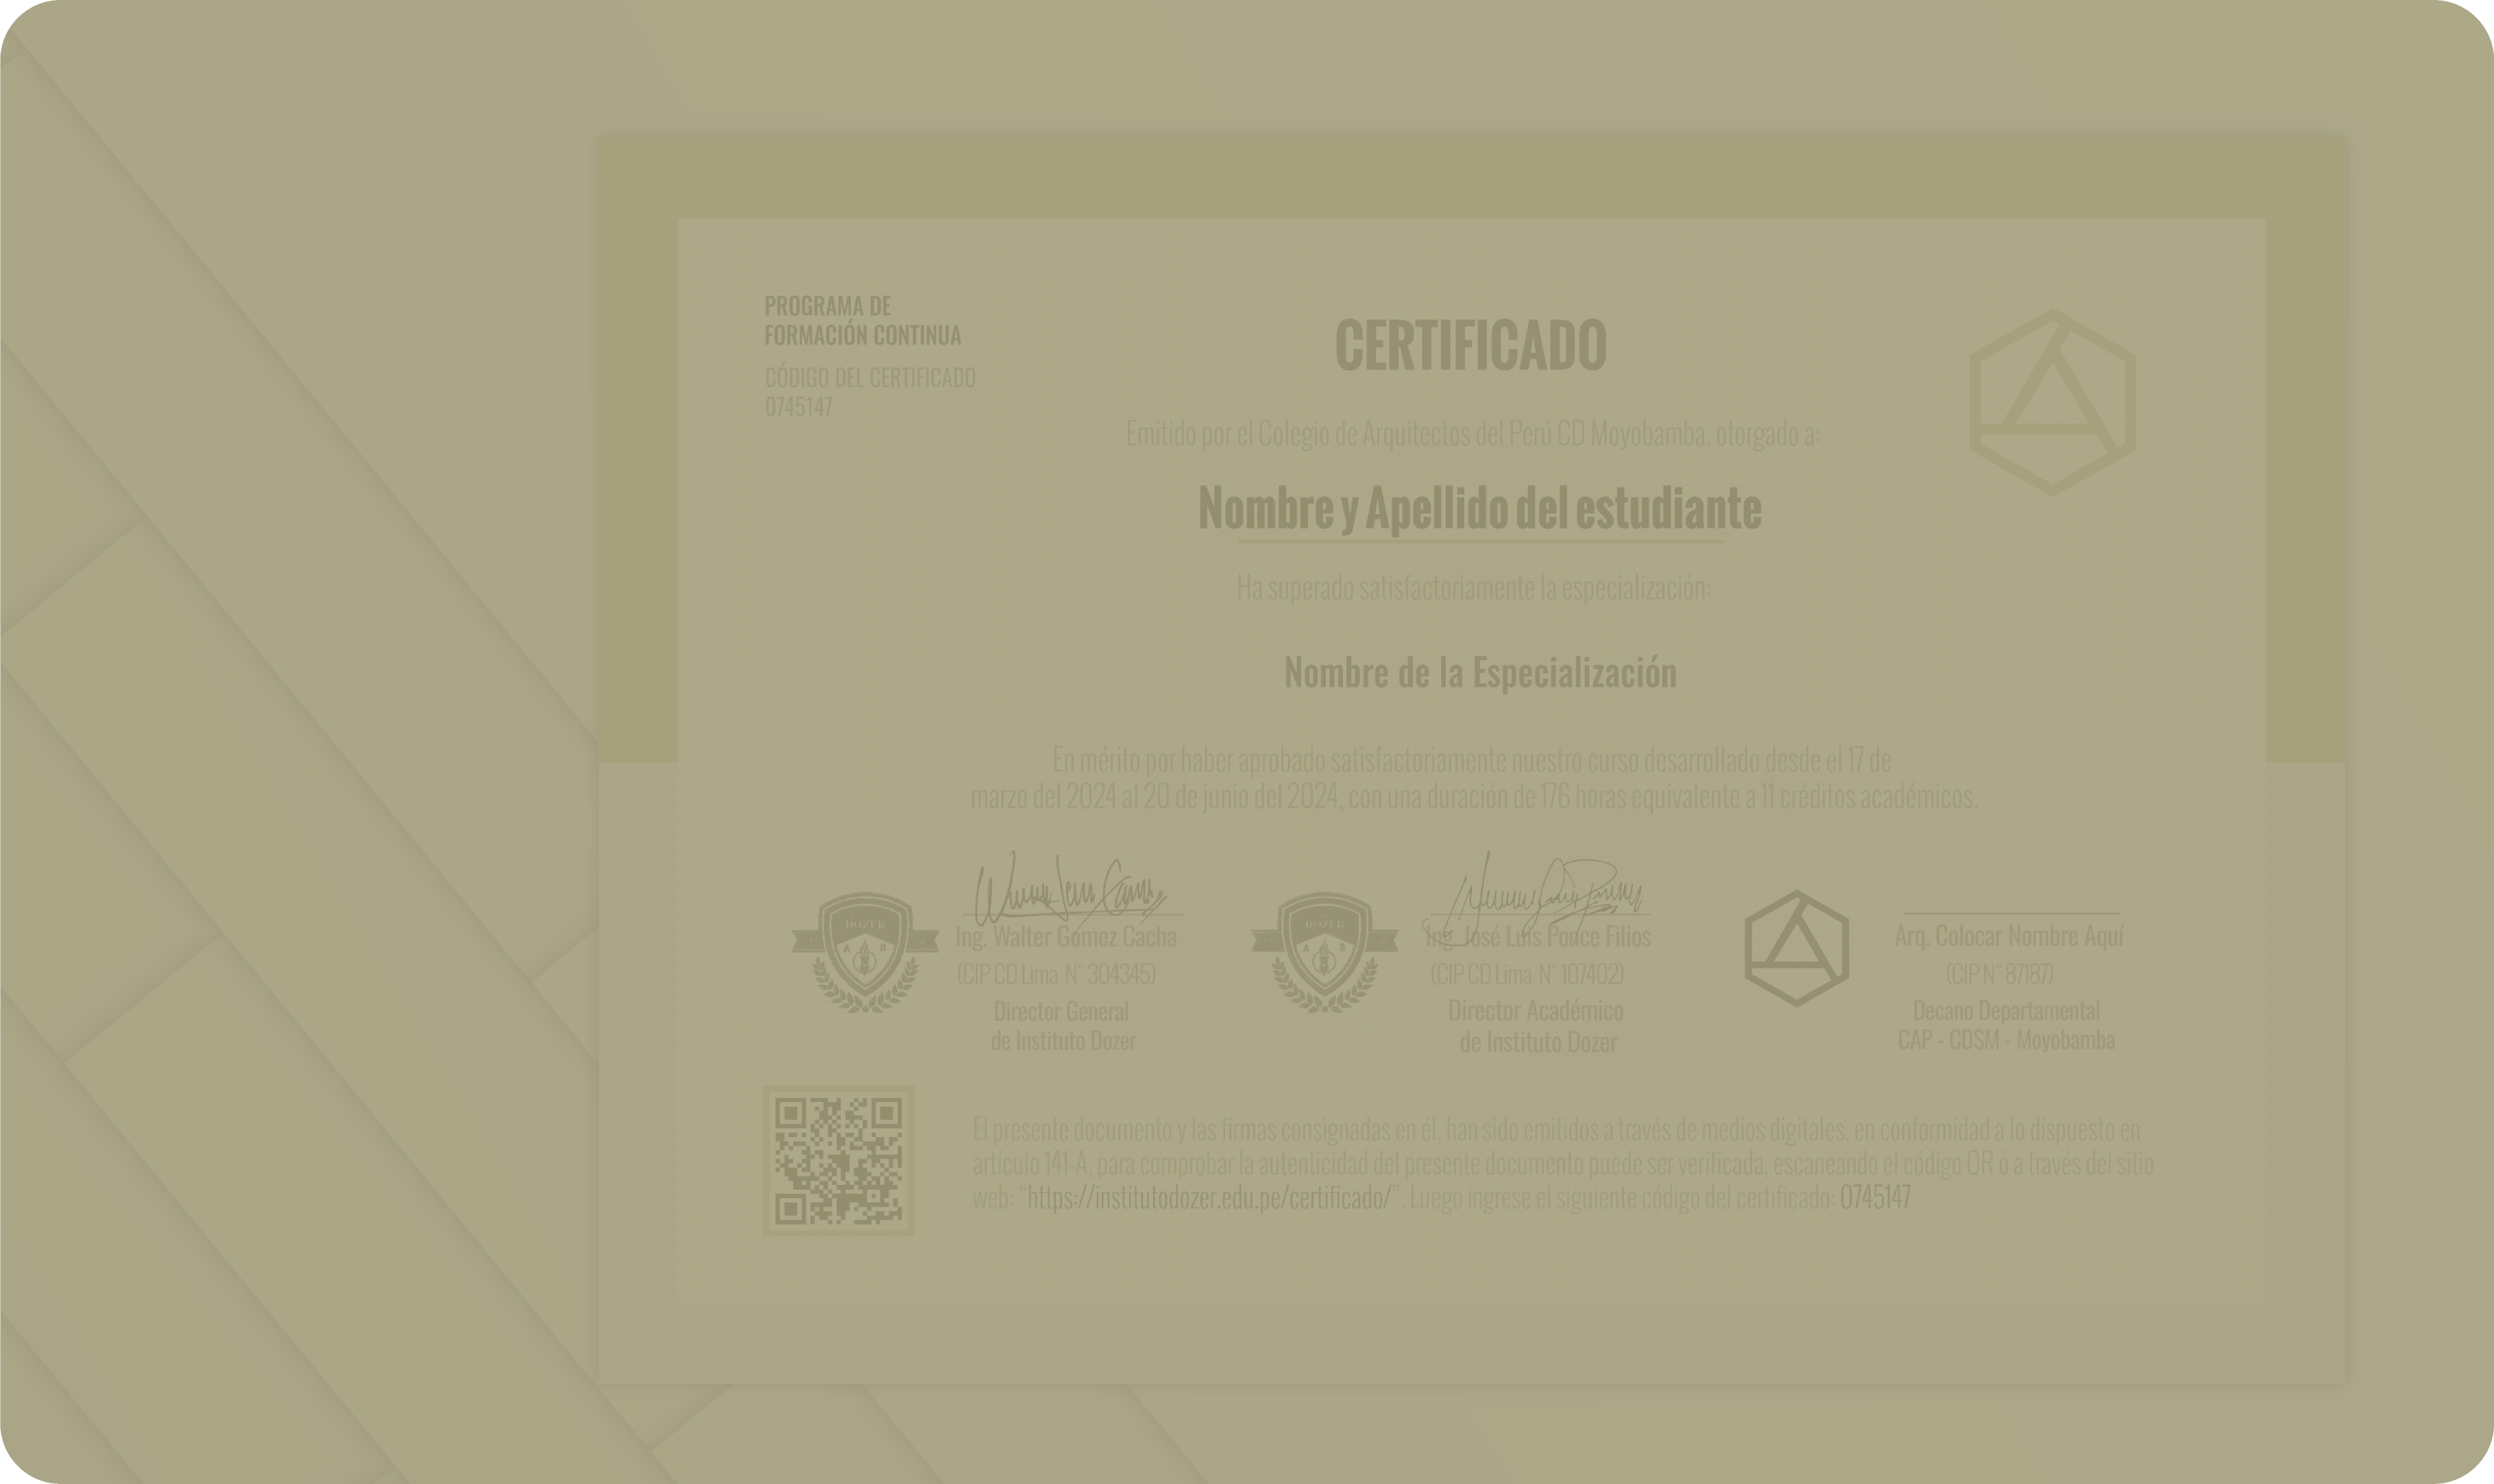 PROGRAMA DE
FORMACIÓN CONTINUA
CÓDIGO DEL CERTIFICADO
0745147
CERTIFICADO
Emitido por el Colegio de Arquitectos del Perú CD Moyobamba, otorgado a:
Nombre y Apellido del estudiante
Ha superado satisfactoriamente la especialización:
Nombre de la Especialización
En mérito por haber aprobado satisfactoriamente nuestro curso desarrollado desde el 17 de
marzo del 2024 al 20 de junio del 2024, con una duración de 176 horas equivalente a 11 créditos académicos.
DOZER
A B
Ing. Walter Gomez Cacha
(CIP CD Lima N° 304345)
Director General
de Instituto Dozer
DOZER
A B
Ing. José Luis Ponce Filios
(CIP CD Lima N° 107402)
Director Académico
de Instituto Dozer
Arq. Colocar Nombre Aquí
(CIP N° 87187)
Decano Departamental
CAP - CDSM - Moyobamba
El presente documento y las firmas consignadas en él, han sido emitidos a través de medios digitales, en conformidad a lo dispuesto en
artículo 141-A, para comprobar la autenticidad del presente documento puede ser verificada, escaneando el código QR ó a través del sitio
web: "https://institutodozer.edu.pe/certificado/". Luego ingrese el siguiente código del certificado: 0745147